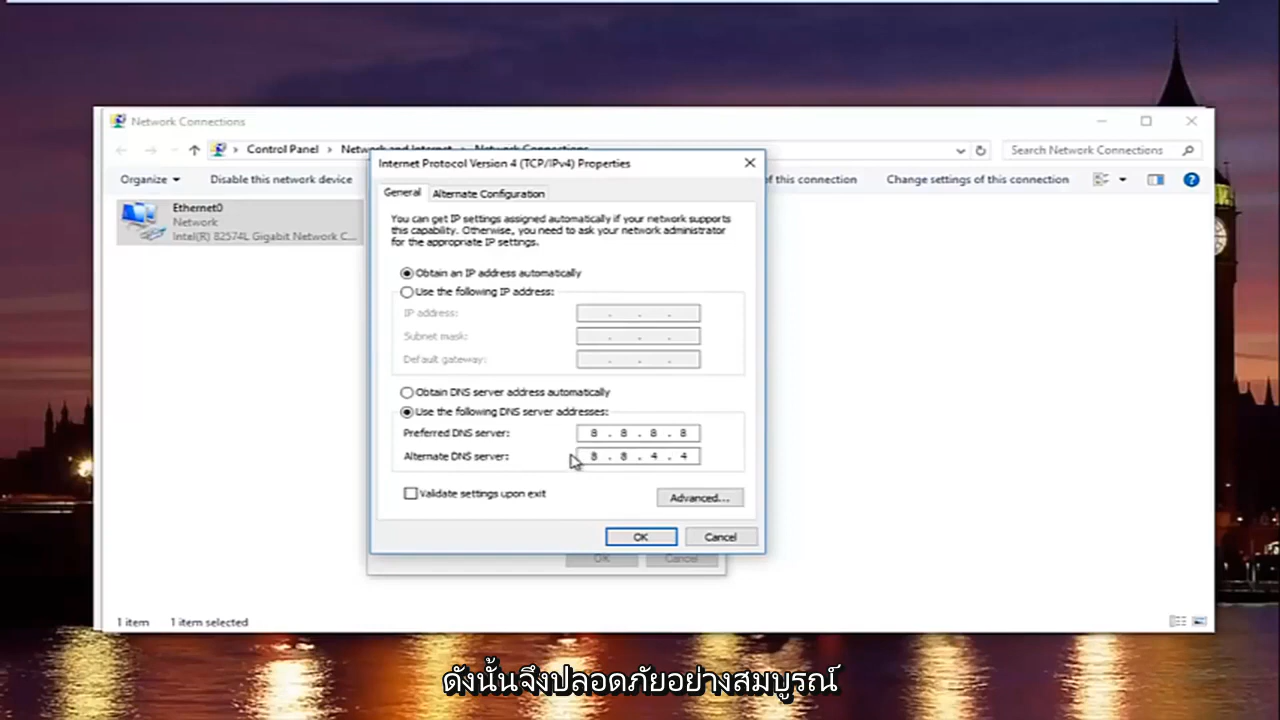 Network Connections
Control Panel
Search Network Connections
Internet Protocol Version 4 (TCP/IPv4) Properties
Organize
Disable this network device
of this connection
Change settings of this connection
General
Alternate Configuration
Ethernet0
Network
Intel(R) 82574L Gigabit Network C...
You can get IP settings assigned automatically if your network supports
this capability. Otherwise, you need to ask your network administrator
for the appropriate IP settings.
Obtain an IP address automatically
Use the following IP address:
IP address:
Subnet mask:
Default gateway:
Obtain DNS server address automatically
Use the following DNS server addresses:
Preferred DNS server: 8 . 8 . 8 . 8
Alternate DNS server: 8 . 8 . 4 . 4
Validate settings upon exit
Advanced...
OK Cancel
OK Cancel
1 item 1 item selected
ดังนั้นจึงปลอดภัยอย่างสมบูรณ์